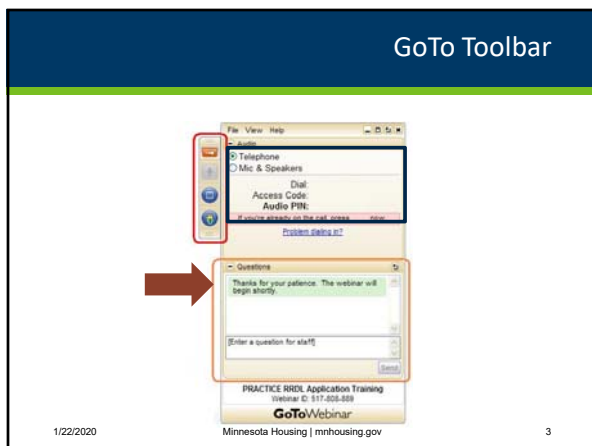 GoTo Toolbar
File View Help
Audio
Telephone
Mic & Speakers
Dial:
Access Code:
Audio PIN:
If you're already on the call, press now.
Problem dialing in?
Questions
Thanks for your patience. The webinar will
begin shortly.
[Enter a question for staff]
Send
PRACTICE RRDL Application Training
Webinar ID: 517-808-889
GoToWebinar
1/22/2020 Minnesota Housing | mnhousing.gov 3